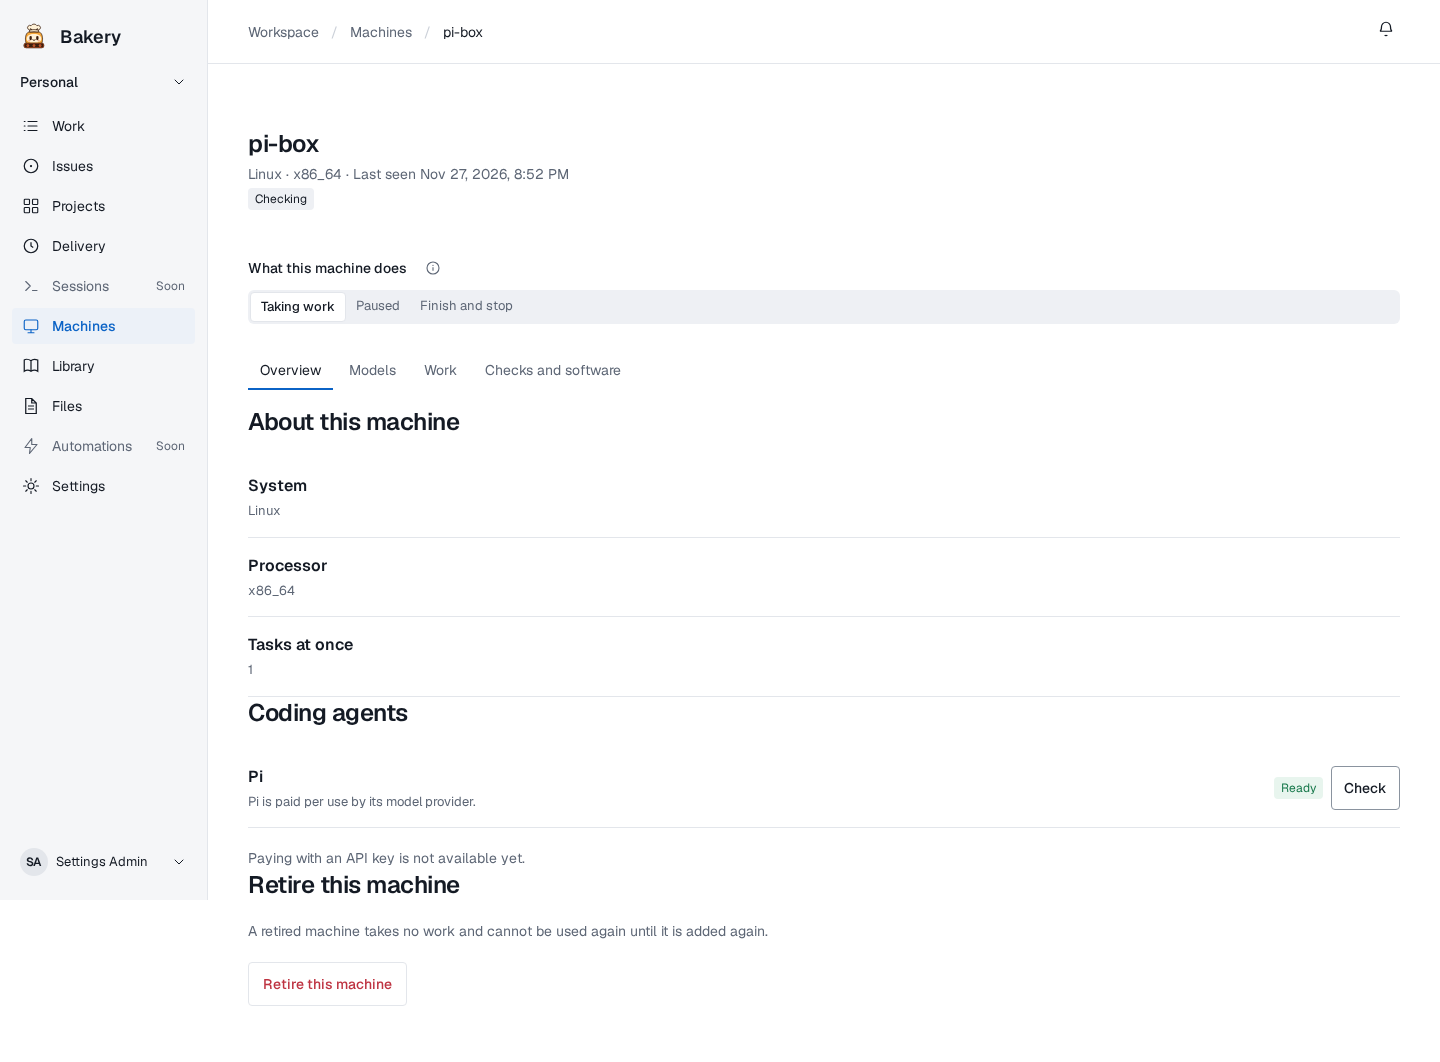 Bakery
Personal
Work
Issues
Projects
Delivery
Sessions Soon
Machines
Library
Files
Automations Soon
Settings
SA Settings Admin
Workspace / Machines / pi-box
pi-box
Linux · x86_64 · Last seen Nov 27, 2026, 8:52 PM
Checking
What this machine does
Taking work Paused Finish and stop
Overview Models Work Checks and software
About this machine
System
Linux
Processor
x86_64
Tasks at once
1
Coding agents
Pi
Pi is paid per use by its model provider.
Ready Check
Paying with an API key is not available yet.
Retire this machine
A retired machine takes no work and cannot be used again until it is added again.
Retire this machine